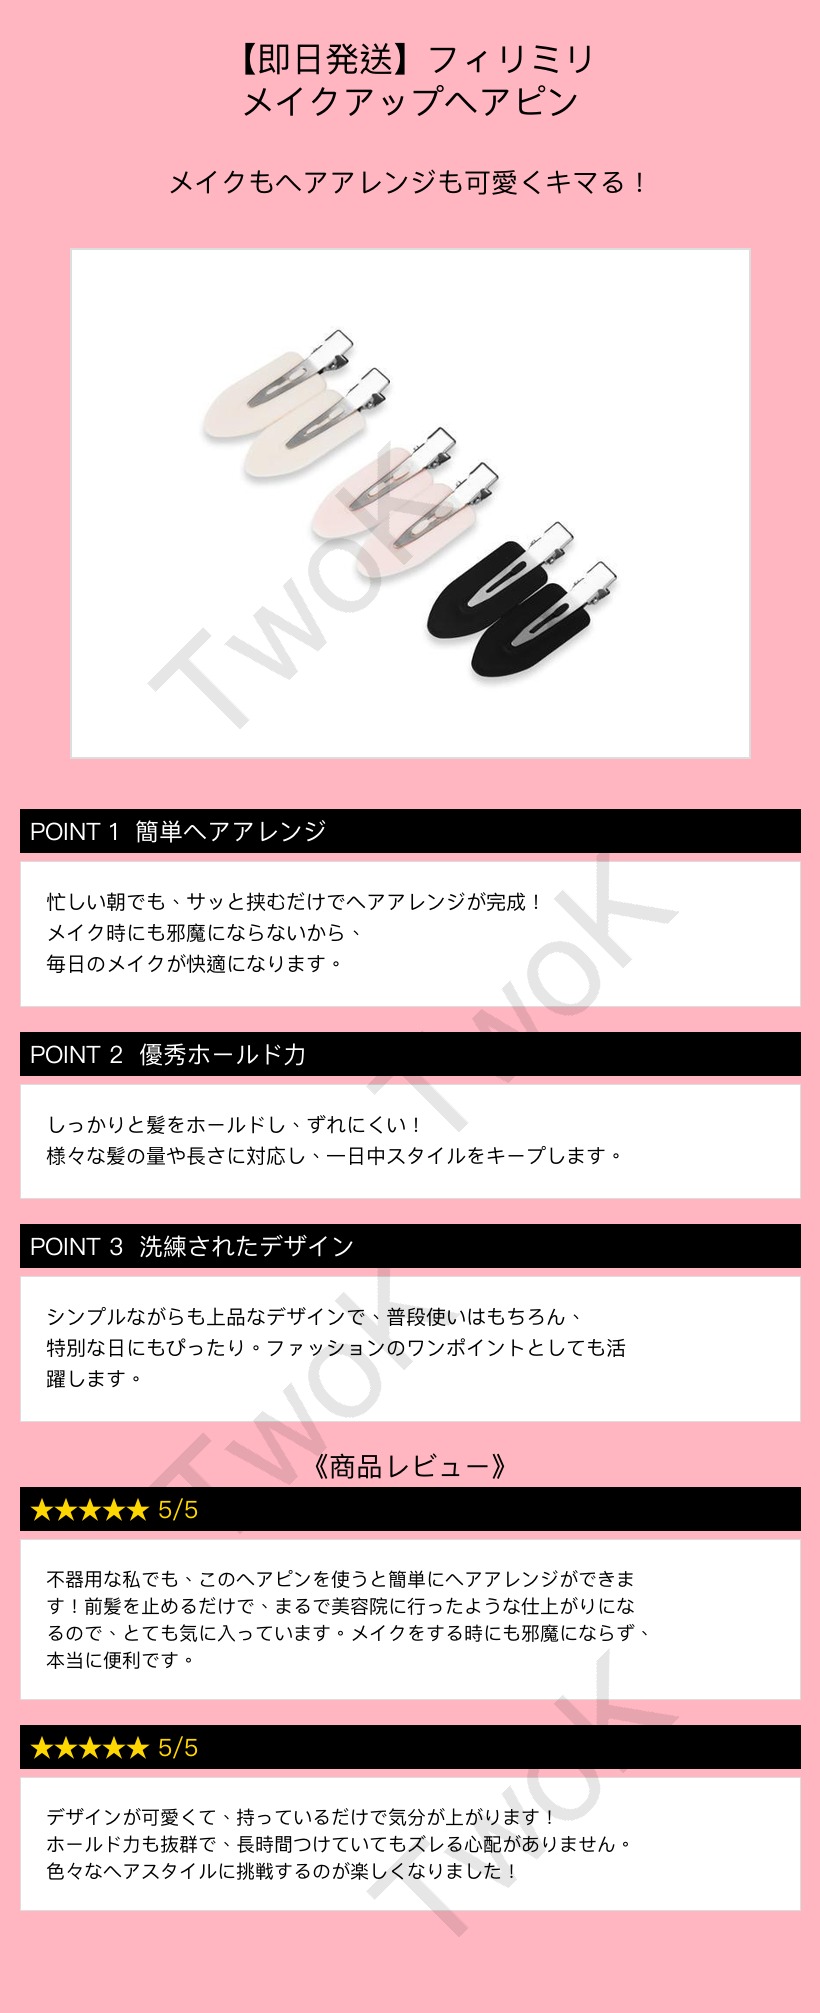 【即日発送】フィリミリ
メイクアップヘアピン
メイクもヘアアレンジも可愛くキマる！
TwoK
POINT 1 簡単ヘアアレンジ
忙しい朝でも、サッと挟むだけでヘアアレンジが完成！
メイク時にも邪魔にならないから、
毎日のメイクが快適になります。
TwoK
POINT 2 優秀ホールド力
しっかりと髪をホールドし、ずれにくい！
様々な髪の量や長さに対応し、一日中スタイルをキープします。
POINT 3 洗練されたデザイン
シンプルながらも上品なデザインで、普段使いはもちろん、
特別な日にもぴったり。ファッションのワンポイントとしても活
躍します。
TwoK
《商品レビュー》
★★★★★ 5/5
不器用な私でも、このヘアピンを使うと簡単にヘアアレンジができま
す！前髪を止めるだけで、まるで美容院に行ったような仕上がりにな
るので、とても気に入っています。メイクをする時にも邪魔にならず、
本当に便利です。
★★★★★ 5/5
TwoK
デザインが可愛くて、持っているだけで気分が上がります！
ホールド力も抜群で、長時間つけていてもズレる心配がありません。
色々なヘアスタイルに挑戦するのが楽しくなりました！